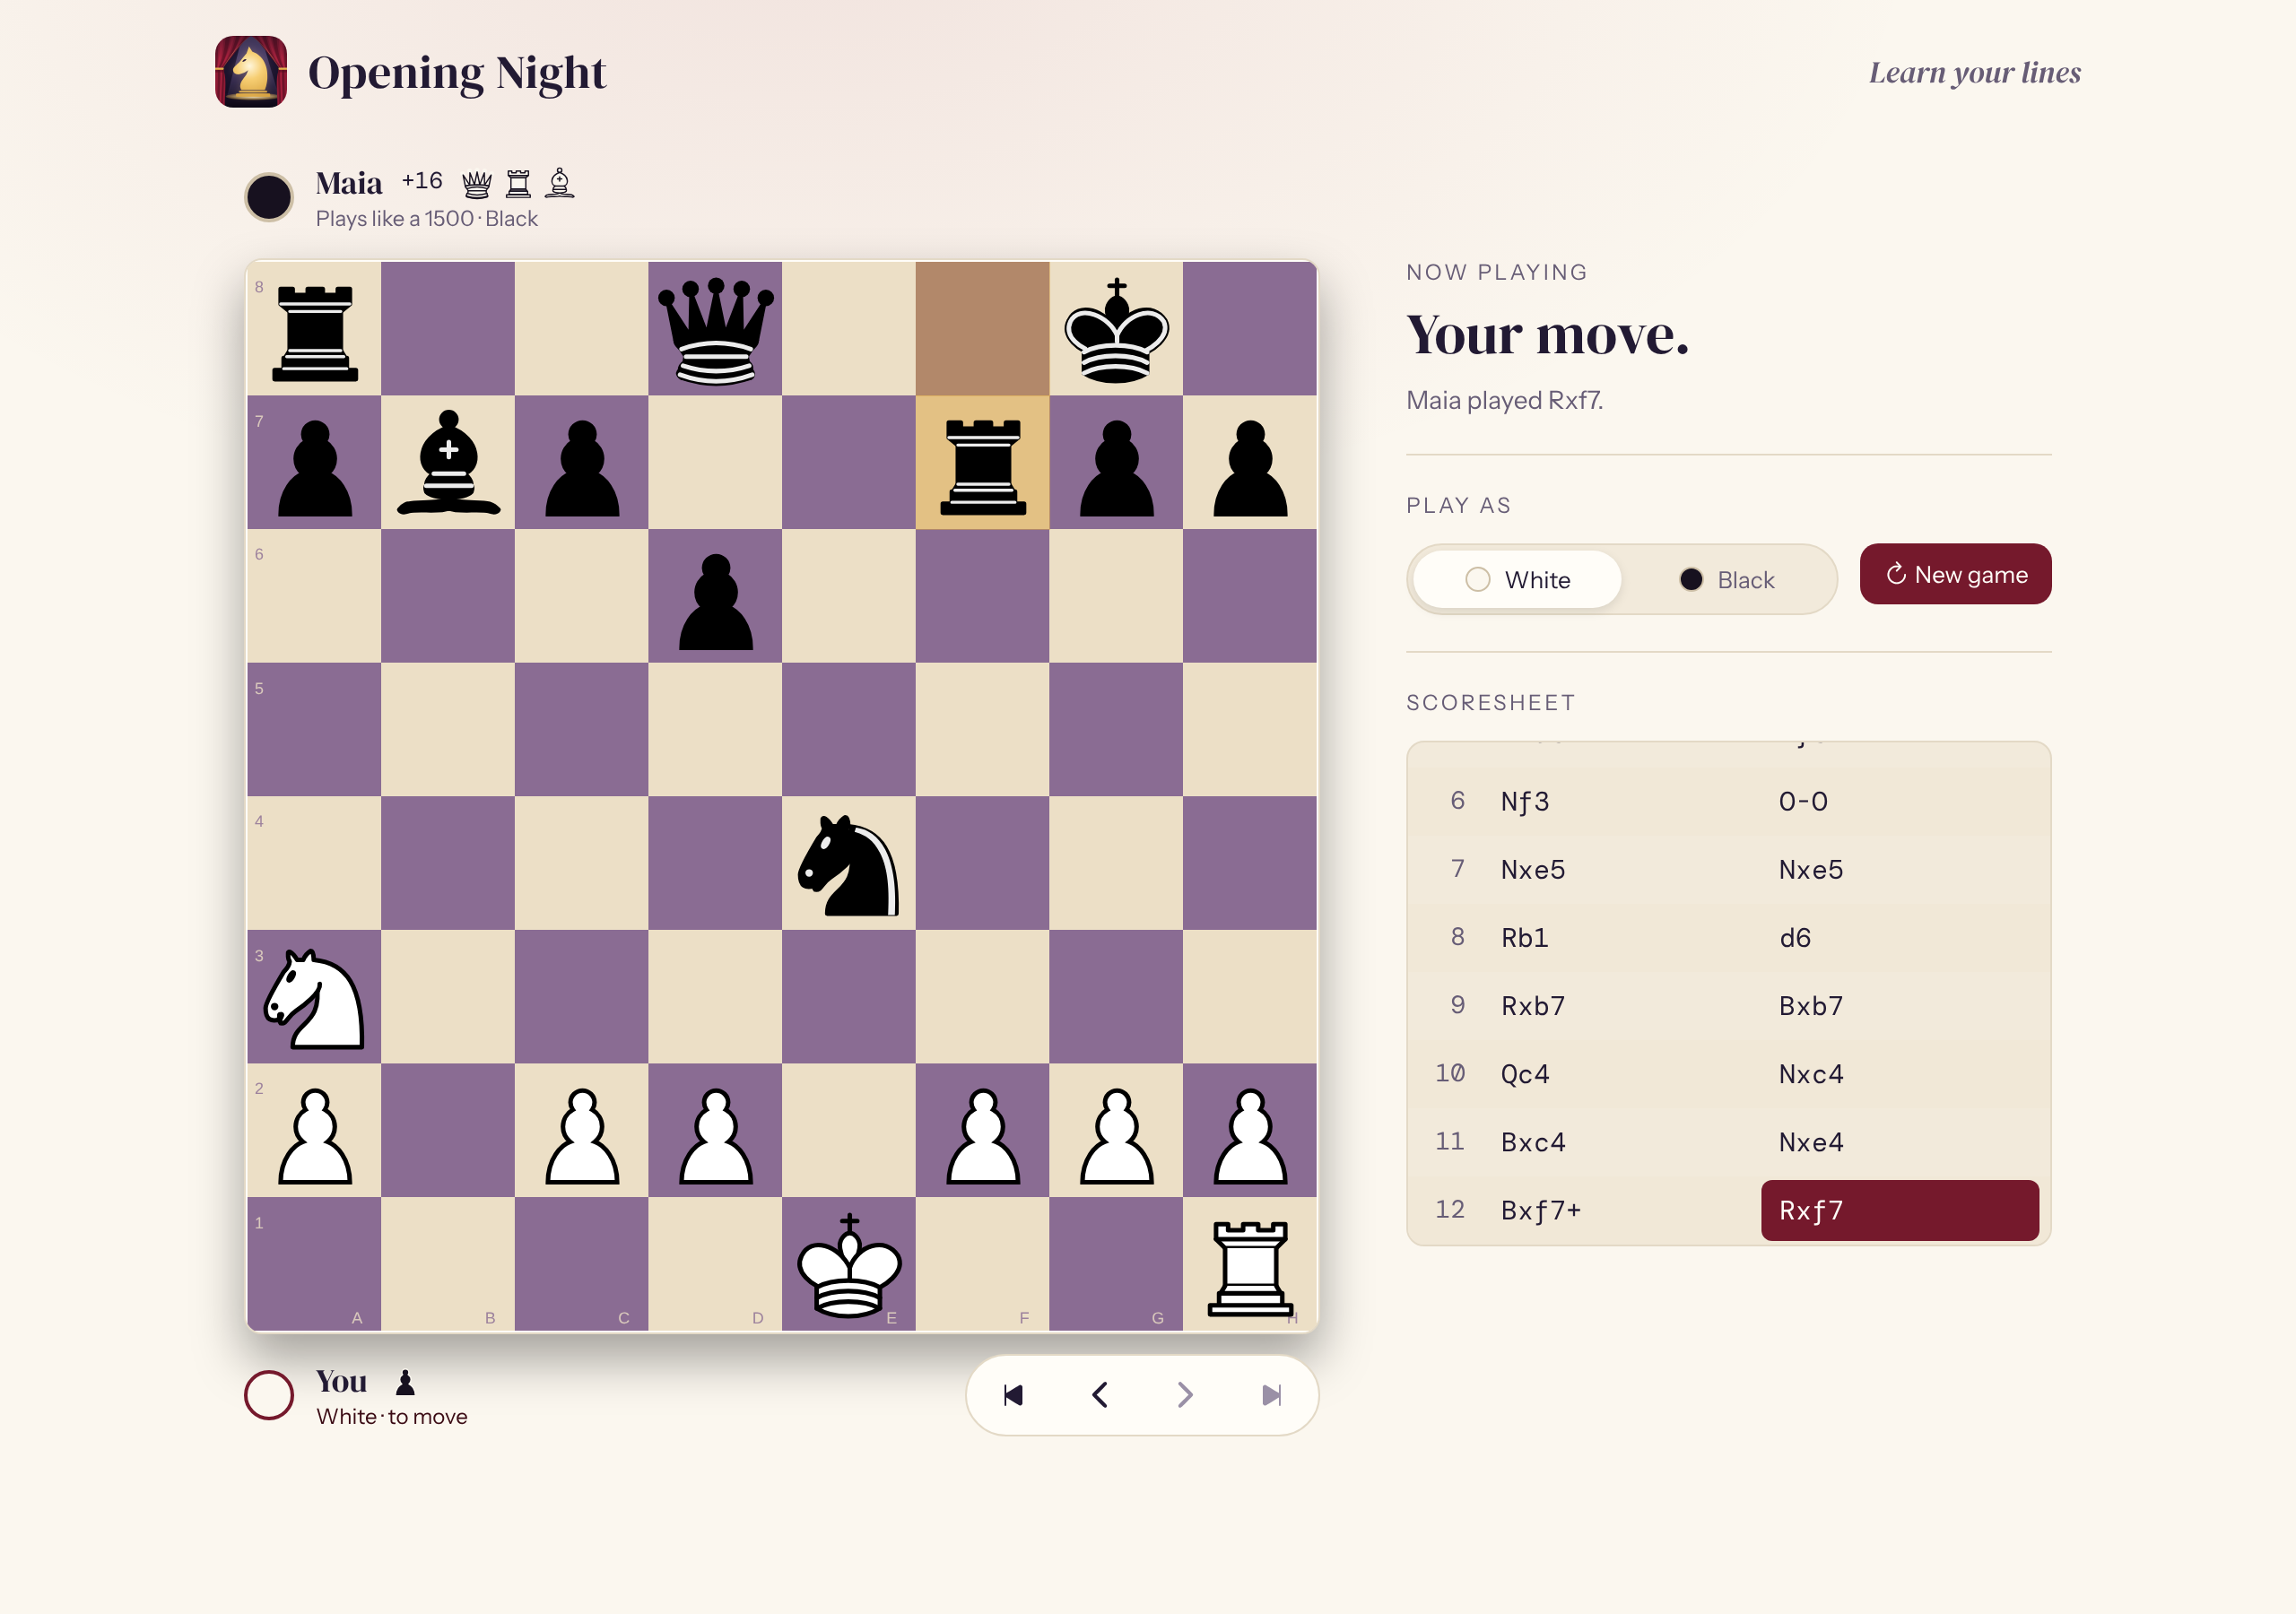 Opening Night
Learn your lines
Maia +16
Plays like a 1500 · Black
NOW PLAYING
Your move.
Maia played Rxf7.
PLAY AS
White Black
New game
SCORESHEET
6 Nf3 O-O
7 Nxe5 Nxe5
8 Rb1 d6
9 Rxb7 Bxb7
10 Qc4 Nxc4
11 Bxc4 Nxe4
12 Bxf7+ Rxf7
8
7
6
5
4
3
2
1
A B C D E F G H
You
White · to move